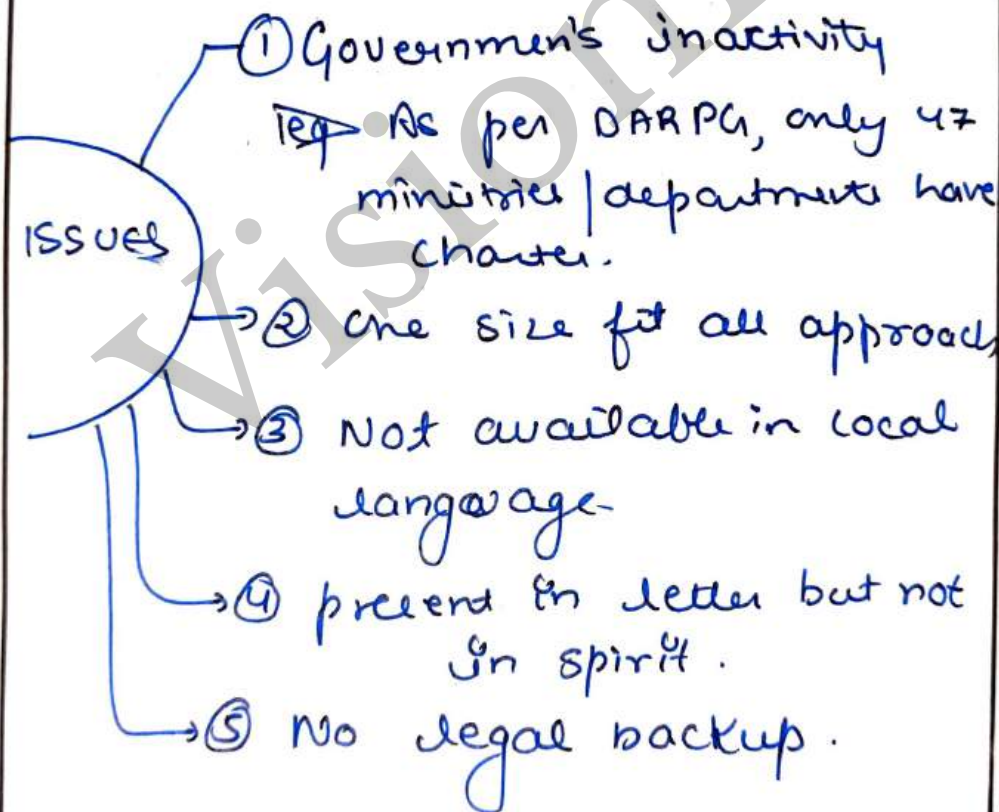 ① Governmen's inactivity
eg As per DARPG, only 47
ministries | departments have
charter.
ISSUES
② One size fit all approach
③ Not available in local
language-
④ present in letter but not
in spirit.
⑤ No legal backup.
Vision